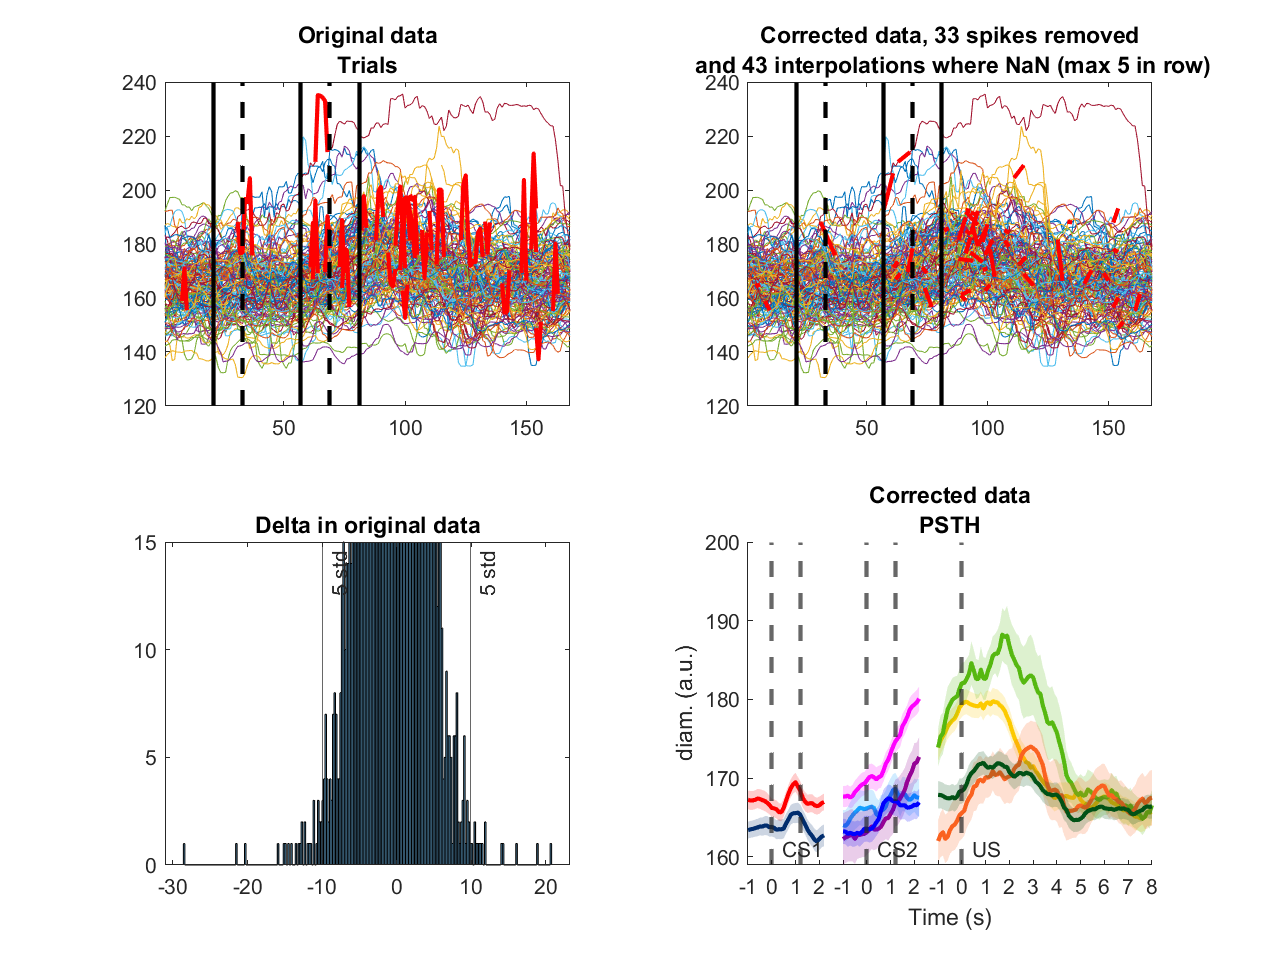 Original data
Trials
240
220
200
180
160
140
120
50
100
150
Corrected data, 33 spikes removed
and 43 interpolations where NaN (max 5 in row)
240
220
200
180
160
140
120
50
100
150
Delta in original data
15
10
5
0
5 std
5 std
-30
-20
-10
0
10
20
Corrected data
PSTH
200
190
180
170
160
diam. (a.u.)
CS1
CS2
US
-1 0 1 2 -1 0 1 2 -1 0 1 2 3 4 5 6 7 8
Time (s)